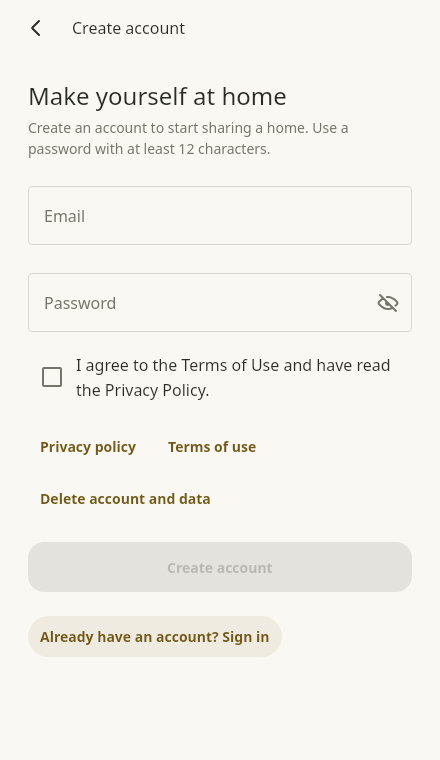 Create account
Make yourself at home
Create an account to start sharing a home. Use a
password with at least 12 characters.
Email
Password
I agree to the Terms of Use and have read
the Privacy Policy.
Privacy policy Terms of use
Delete account and data
Create account
Already have an account? Sign in